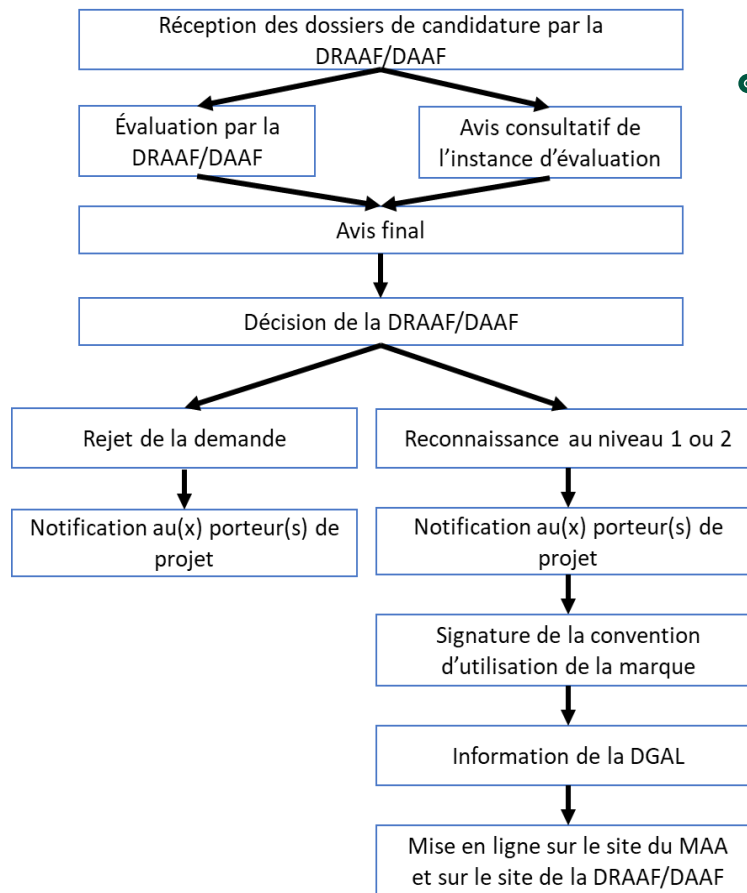 Réception des dossiers de candidature par la
DRAAF/DAAF
Évaluation par la
DRAAF/DAAF
Avis consultatif de
l'instance d'évaluation
Avis final
Décision de la DRAAF/DAAF
Rejet de la demande
Reconnaissance au niveau 1 ou 2
Notification au(x) porteur(s) de
projet
Notification au(x) porteur(s) de
projet
Signature de la convention
d'utilisation de la marque
Information de la DGAL
Mise en ligne sur le site du MAA
et sur le site de la DRAAF/DAAF